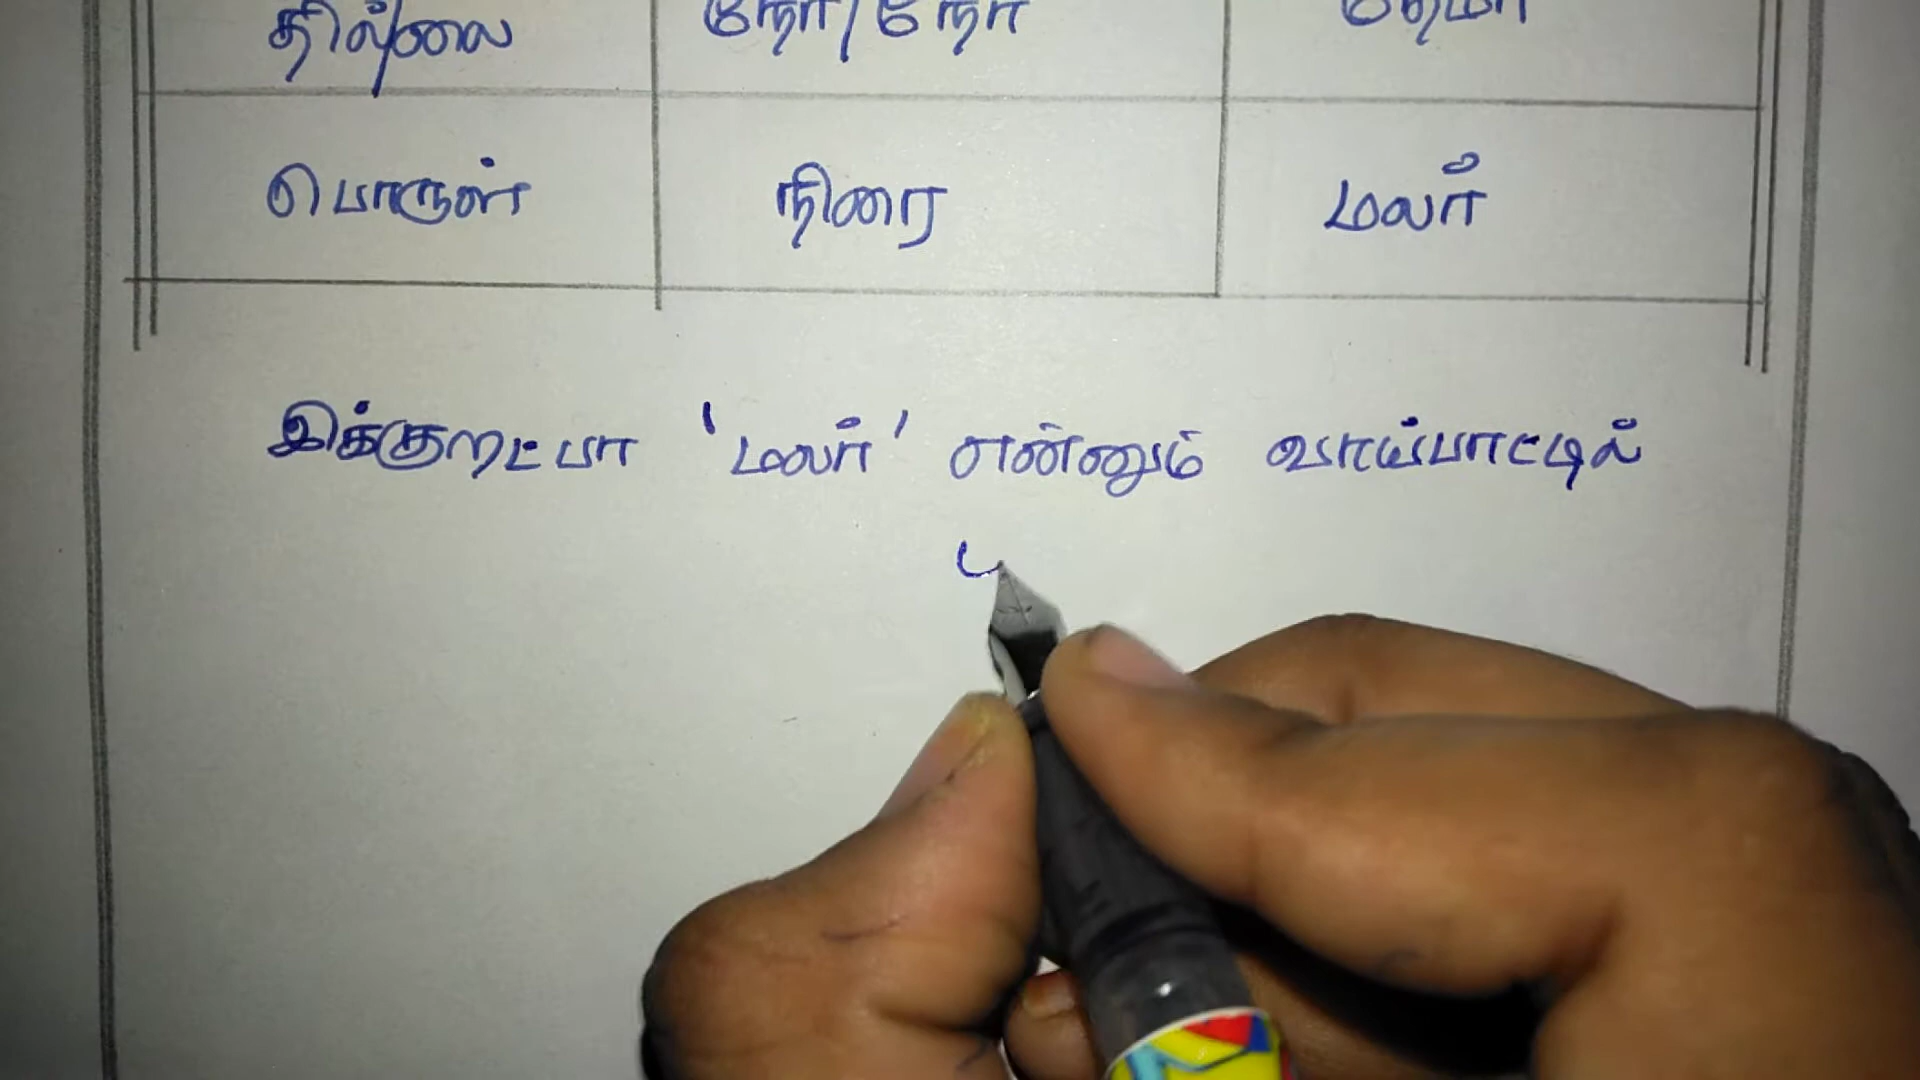 தில்/லை நேர்/நேர் தேமா
பொருள் நிரை மலர்
இக்குறட்பா 'மலர்' என்னும் வாய்பாட்டில்